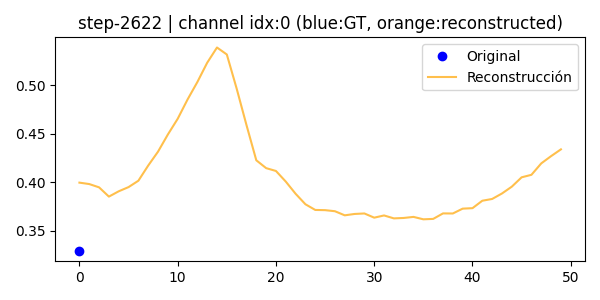 step-2622 | channel idx:0 (blue:GT, orange:reconstructed)
Original
Reconstrucción
0.50
0.45
0.40
0.35
0 10 20 30 40 50